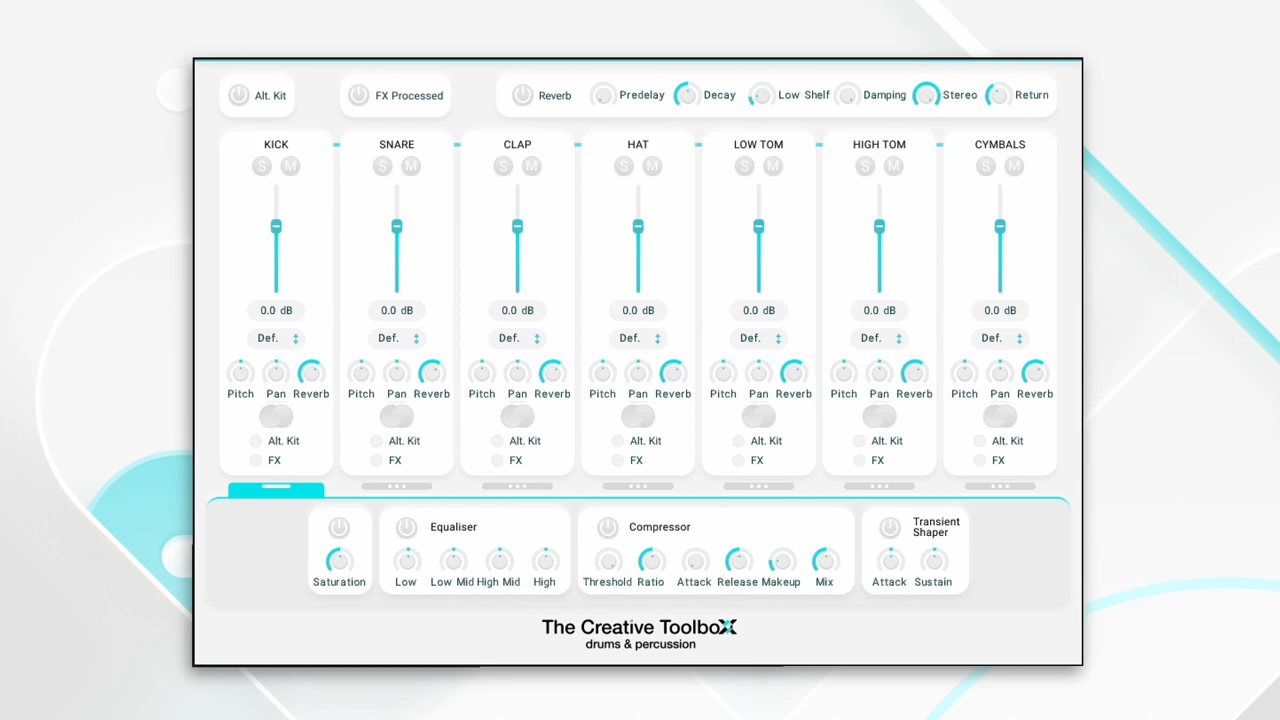 Alt. Kit
FX Processed
Reverb Predelay Decay Low Shelf Damping Stereo Return
KICK SNARE CLAP HAT LOW TOM HIGH TOM CYMBALS
S M S M S M S M S M S M S M
0.0 dB 0.0 dB 0.0 dB 0.0 dB 0.0 dB 0.0 dB 0.0 dB
Def. Def. Def. Def. Def. Def. Def.
Pitch Pan Reverb Pitch Pan Reverb Pitch Pan Reverb Pitch Pan Reverb Pitch Pan Reverb Pitch Pan Reverb Pitch Pan Reverb
Alt. Kit Alt. Kit Alt. Kit Alt. Kit Alt. Kit Alt. Kit Alt. Kit
FX FX FX FX FX FX FX
Saturation
Equaliser
Low Low Mid High Mid High
Compressor
Threshold Ratio Attack Release Makeup Mix
Transient
Shaper
Attack Sustain
The Creative ToolboX
drums & percussion